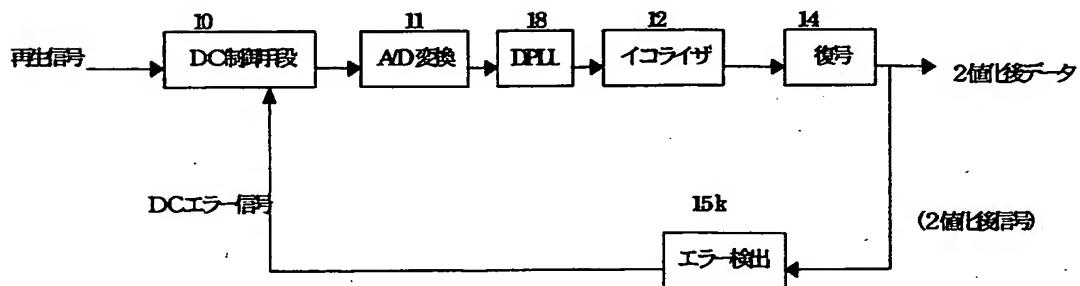 10
11
18
12
14
再生信号
DC制御手段
A/D変換
DPLL
イコライザ
復号
2値化後データ
DCエラー信号
15k
(2値化後信号)
エラー検出